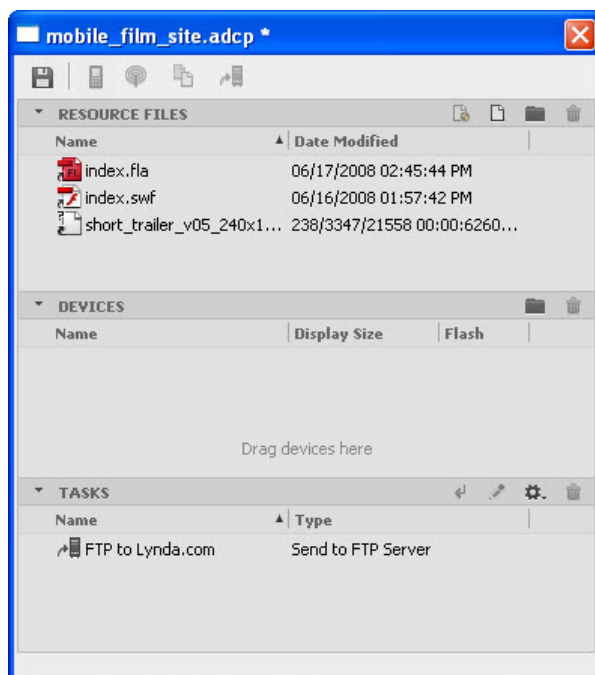 mobile_film_site.adcp *
RESOURCE FILES
Name Date Modified
index.fla 06/17/2008 02:45:44 PM
index.swf 06/16/2008 01:57:42 PM
short_trailer_v05_240x1... 238/3347/21558 00:00:6260...
DEVICES
Name Display Size Flash
Drag devices here
TASKS
Name Type
FTP to Lynda.com Send to FTP Server